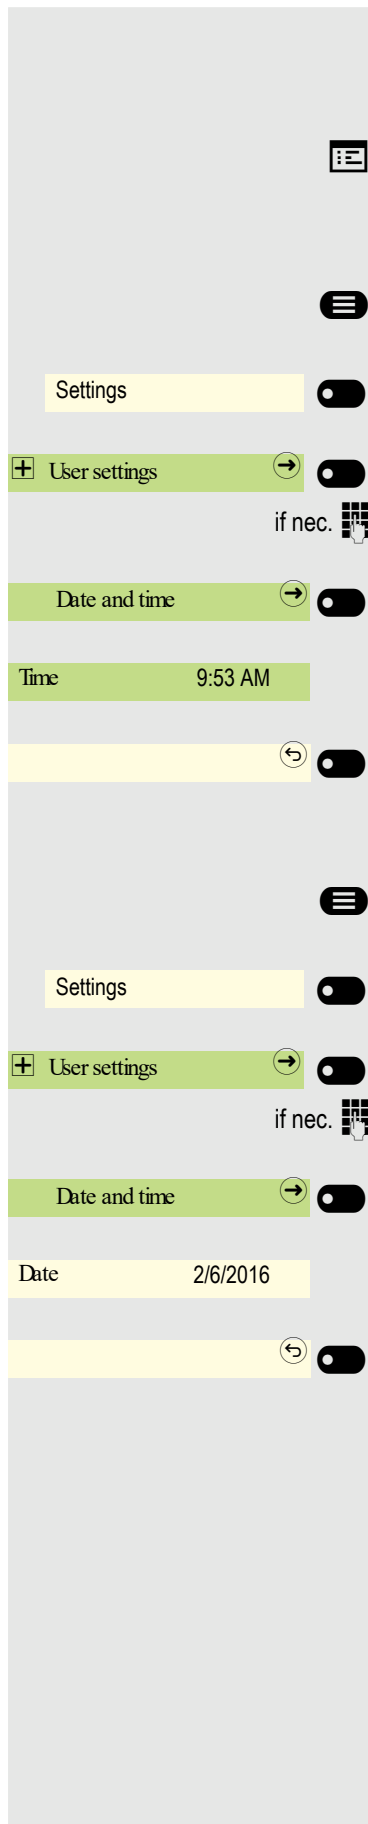 Settings
User settings
if nec.
Date and time
Time 9:53 AM
Settings
User settings
if nec.
Date and time
Date 2/6/2016